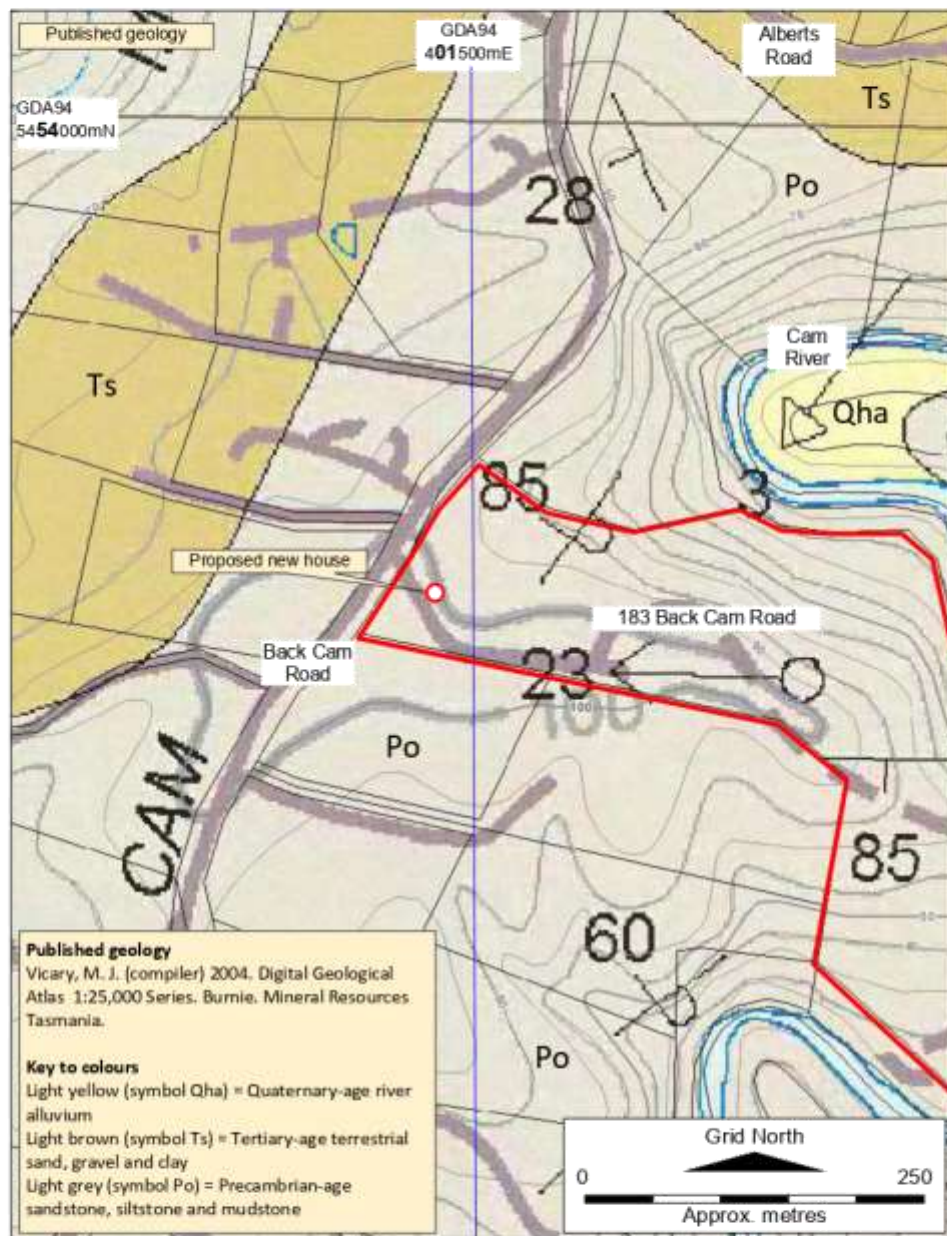 Published geology
GDA94
401500mE
Alberts
Road
Ts
GDA94
5454000mN
Po
28
Cam
River
Ts
Qha
85
3
Proposed new house
183 Back Cam Road
Back Cam
Road
23
100
100
Po
CAM
85
60
Po
Published geology
Vicary, M. J. (compiler) 2004. Digital Geological
Atlas 1:25,000 Series. Burnie. Mineral Resources
Tasmania.
Key to colours
Light yellow (symbol Qha) = Quaternary-age river
alluvium
Light brown (symbol Ts) = Tertiary-age terrestrial
sand, gravel and clay
Light grey (symbol Po) = Precambrian-age
sandstone, siltstone and mudstone
Grid North
0 250
Approx. metres